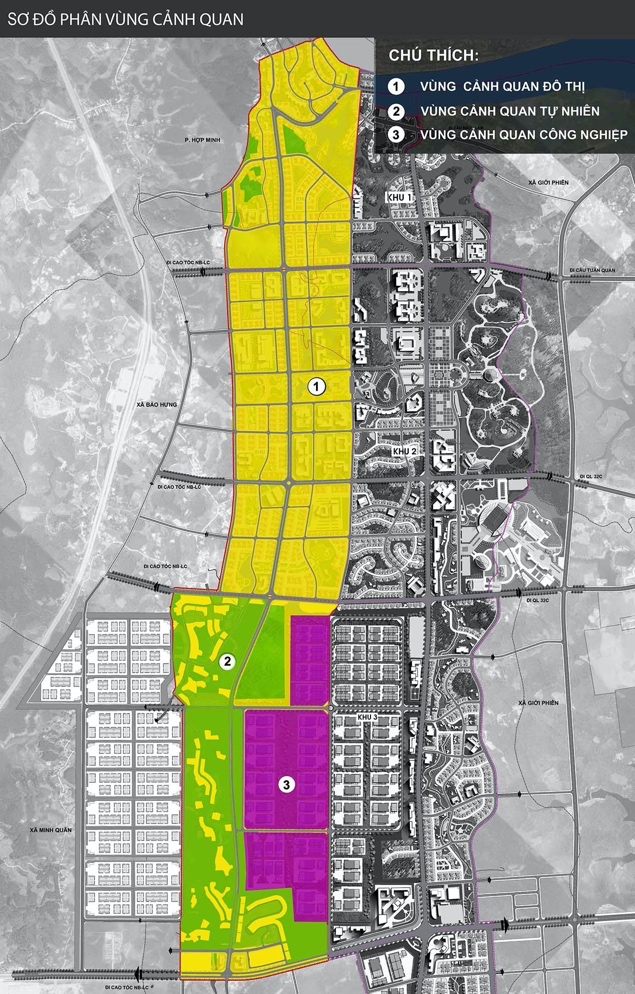 SƠ ĐỒ PHÂN VÙNG CẢNH QUAN
CHÚ THÍCH:
1 VÙNG CẢNH QUAN ĐÔ THỊ
2 VÙNG CẢNH QUAN TỰ NHIÊN
3 VÙNG CẢNH QUAN CÔNG NGHIỆP
P. HỢP MINH
XÃ GIỚI PHIÊN
KHU 1
ĐI CAO TỐC NB-LC
ĐI CẦU TUẦN QUÁN
1
XÃ BẢO HƯNG
KHU 2
ĐI CAO TỐC NB-LC
ĐI QL 32C
ĐI CAO TỐC NB-LC
ĐI QL 32C
2
XÃ GIỚI PHIÊN
KHU 3
3
XÃ MINH QUÂN
ĐI CAO TỐC NB-LC